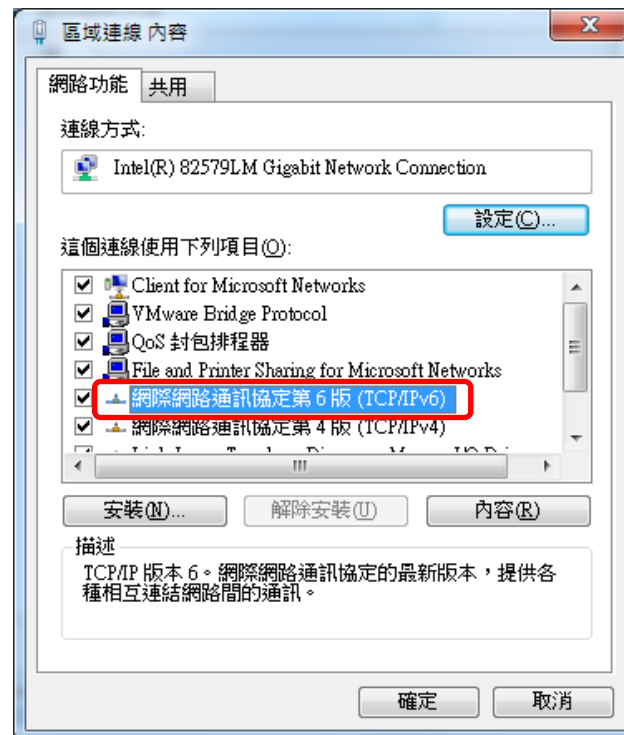 區域連線 內容
網路功能 共用
連線方式:
Intel(R) 82579LM Gigabit Network Connection
設定(C)...
這個連線使用下列項目(O):
Client for Microsoft Networks
VMware Bridge Protocol
QoS 封包排程器
File and Printer Sharing for Microsoft Networks
網際網路通訊協定第 6 版 (TCP/IPv6)
網際網路通訊協定第 4 版 (TCP/IPv4)
安裝(N)... 解除安裝(U) 內容(R)
描述
TCP/IP 版本 6。網際網路通訊協定的最新版本，提供各
種相互連結網路間的通訊。
確定 取消